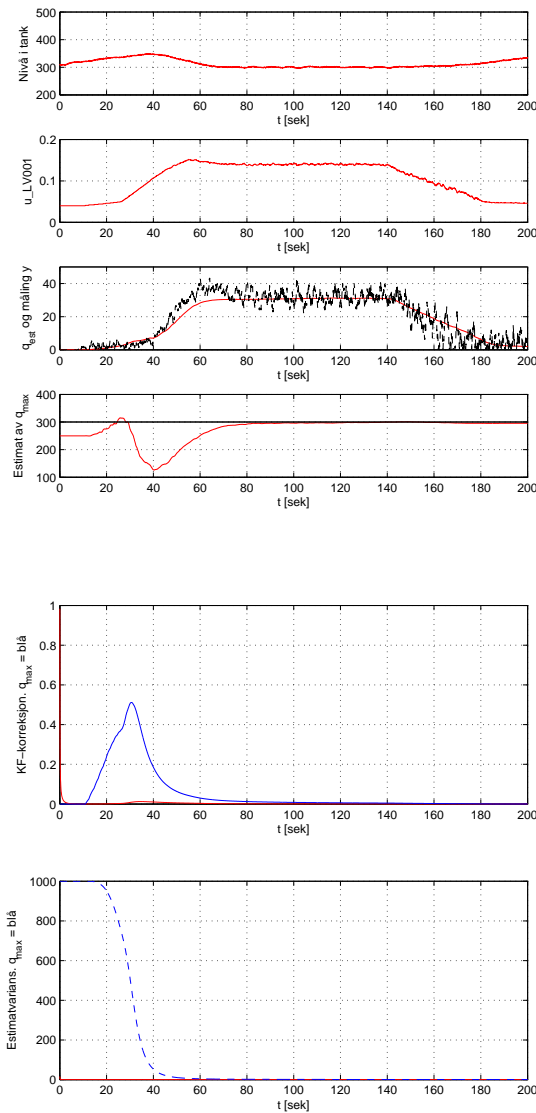 500
400
300
200
0 20 40 60 80 100 120 140 160 180 200
t [sek]
Nivå i tank
0.2
0.1
0
0 20 40 60 80 100 120 140 160 180 200
t [sek]
u_LV001
40
20
0
0 20 40 60 80 100 120 140 160 180 200
t [sek]
q_est og måling y
400
300
200
100
0 20 40 60 80 100 120 140 160 180 200
t [sek]
Estimat av q_max
1
0.8
0.6
0.4
0.2
0
0 20 40 60 80 100 120 140 160 180 200
t [sek]
KF−korreksjon. q_max = blå
1000
800
600
400
200
0
0 20 40 60 80 100 120 140 160 180 200
t [sek]
Estimatvarians. q_max = blå